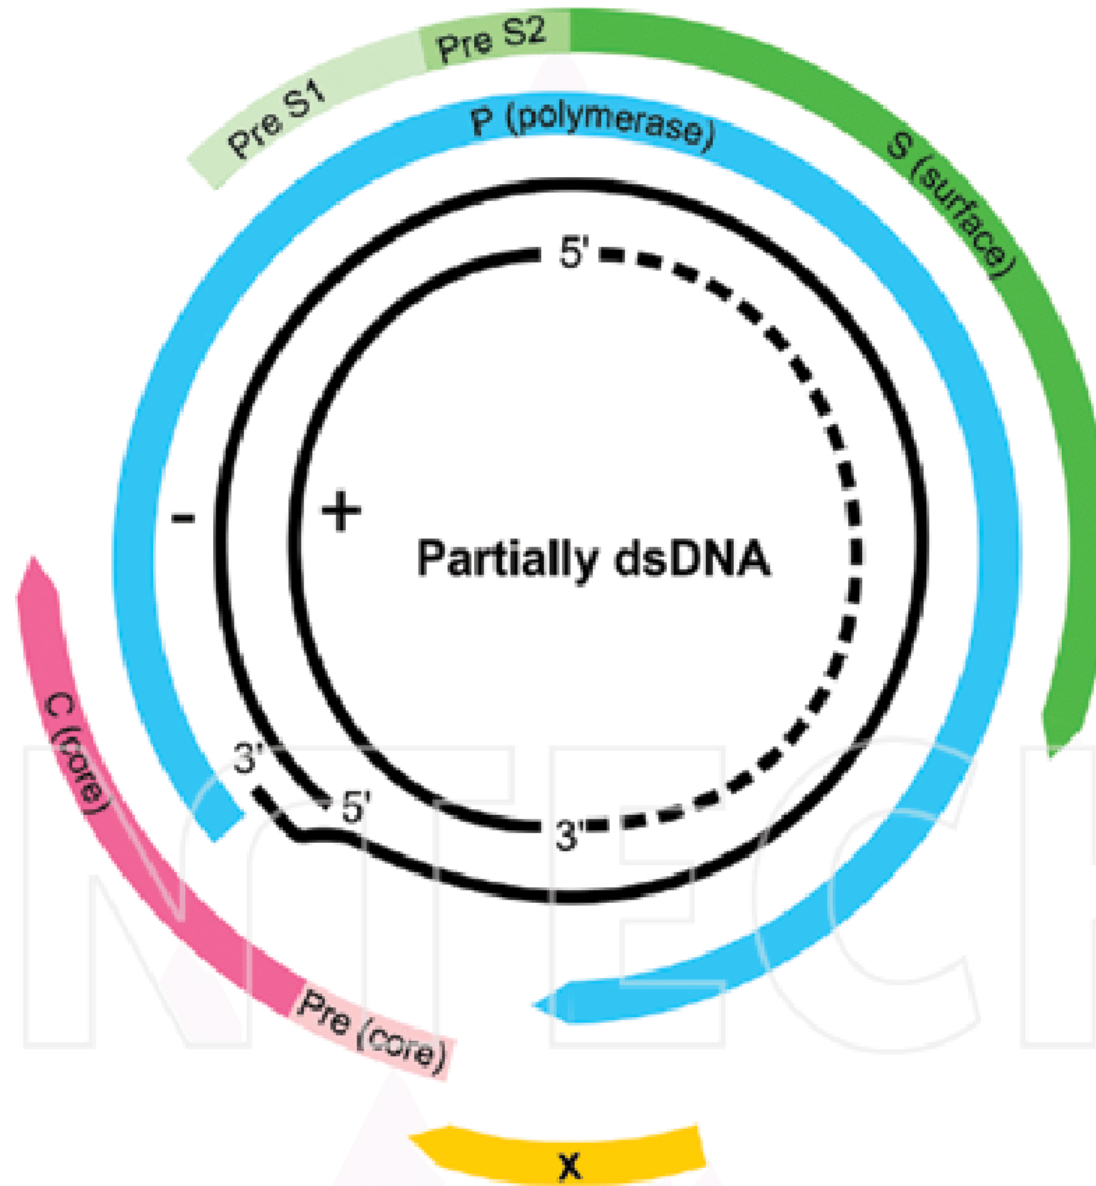 Pre S1
Pre S2
S (surface)
P (polymerase)
5'
-
+
Partially dsDNA
3'
5'
3'
C (core)
Pre (core)
X